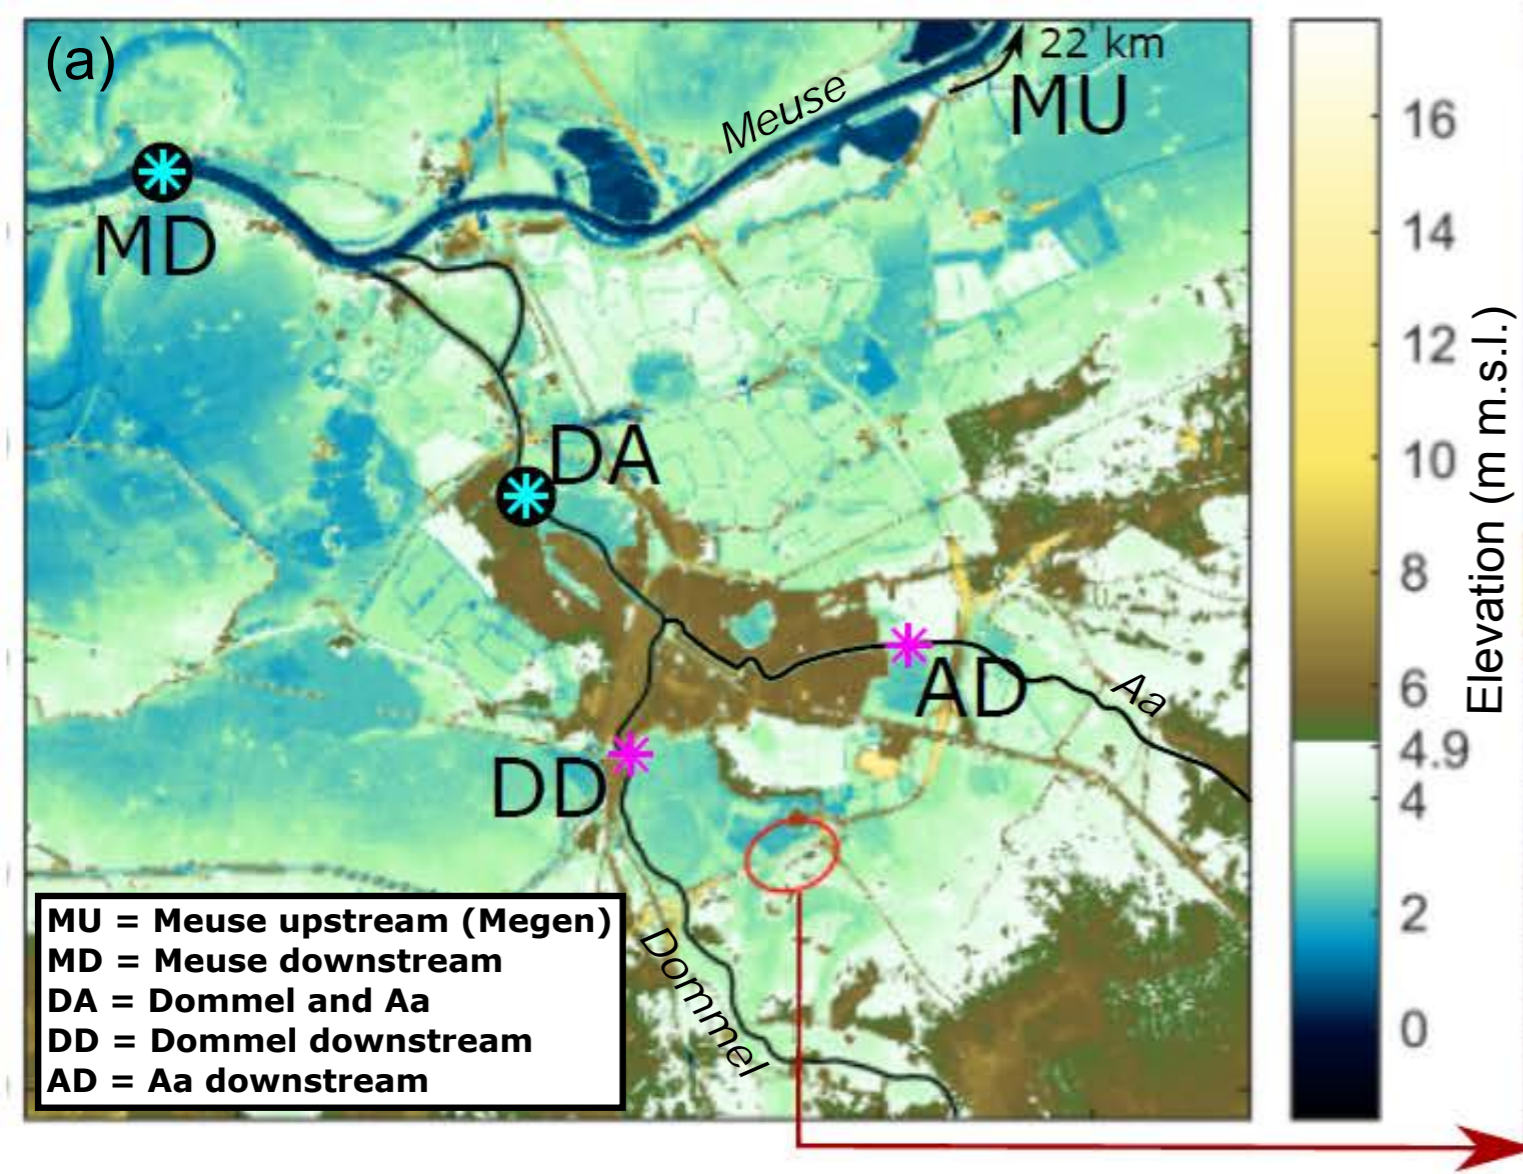 (a)
22 km
MU
Meuse
MD
DA
AD
Aa
DD
Dommel
MU = Meuse upstream (Megen)
MD = Meuse downstream
DA = Dommel and Aa
DD = Dommel downstream
AD = Aa downstream
16
14
12
10
8
6
4.9
4
2
0
Elevation (m m.s.l.)